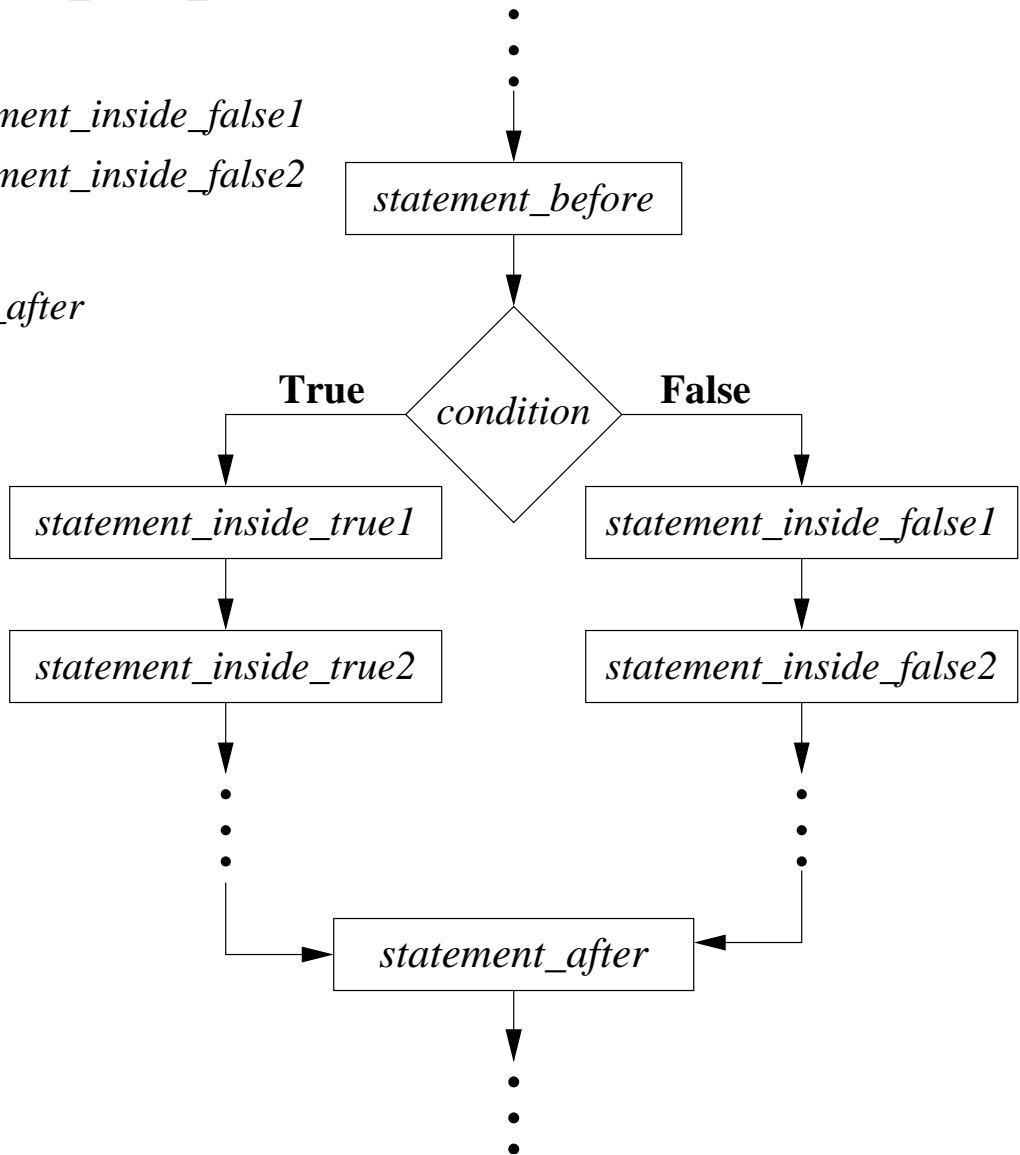 ment_inside_false1
ment_inside_false2
_after
statement_before
condition
True
False
statement_inside_true1
statement_inside_false1
statement_inside_true2
statement_inside_false2
statement_after